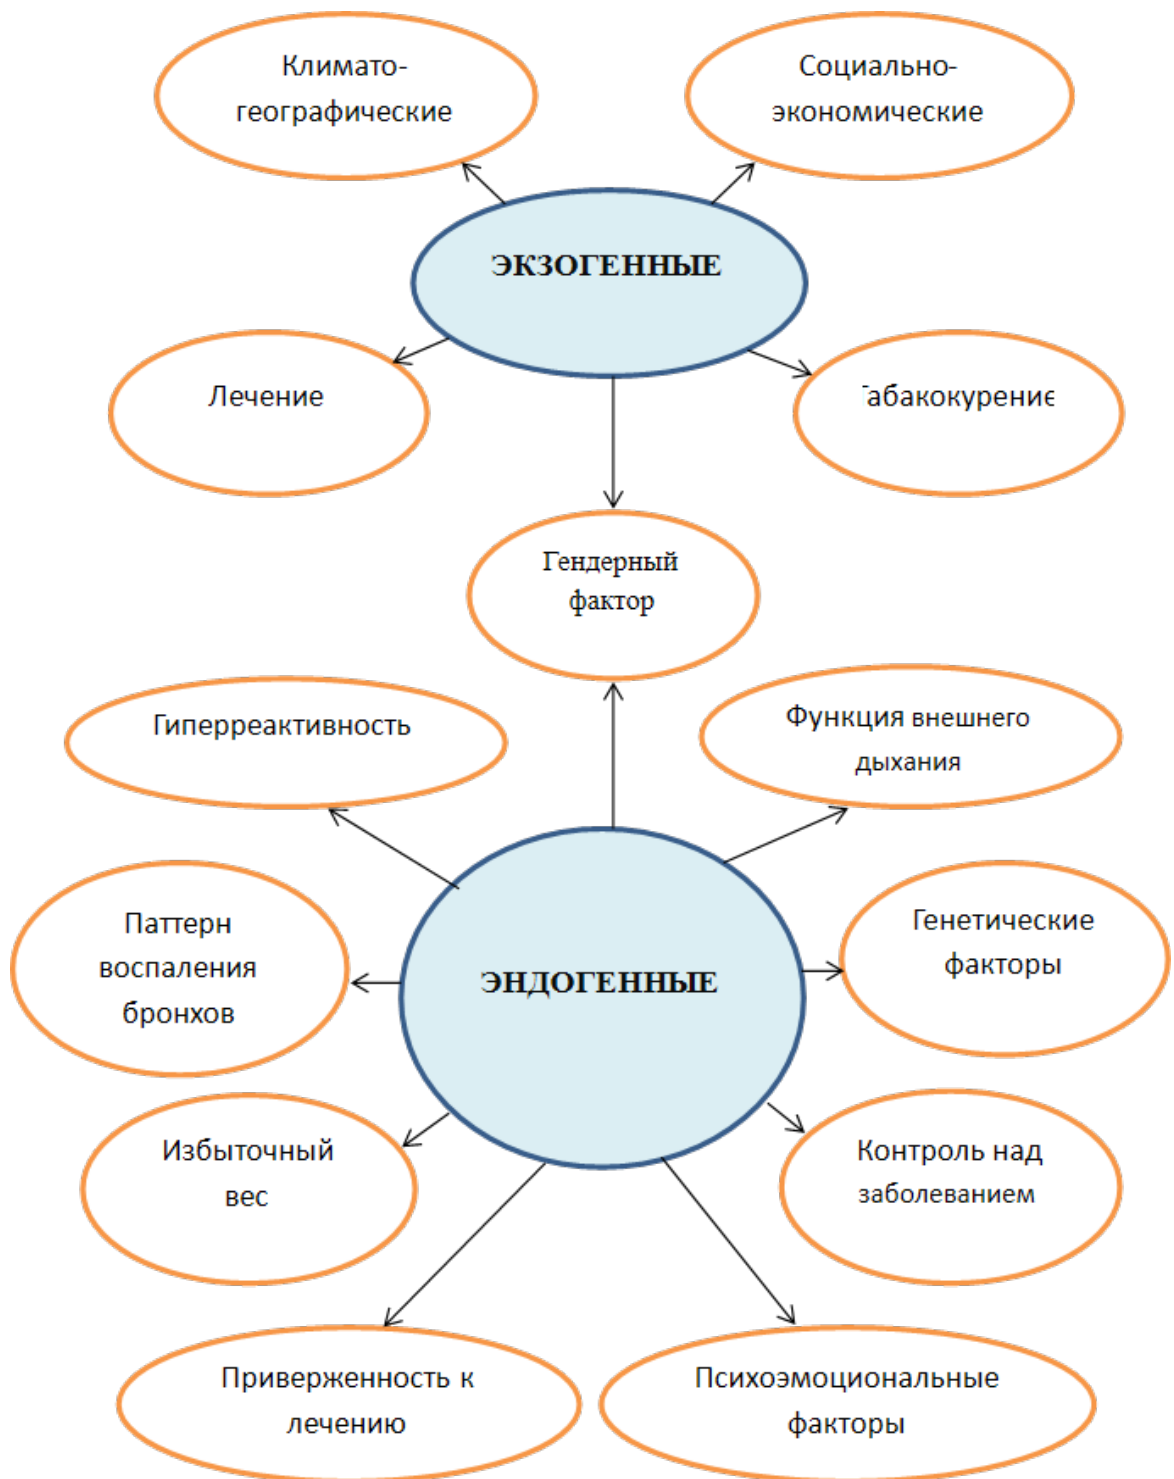 Климато-
географические
Социально-
экономические
ЭКЗОГЕННЫЕ
Лечение
Габакокурение
Гендерный
фактор
Гиперреактивность
Функция внешнего
дыхания
Паттерн
воспаления
бронхов
ЭНДОГЕННЫЕ
Генетические
факторы
Избыточный
вес
Контроль над
заболеванием
Приверженность к
лечению
Психоэмоциональные
факторы